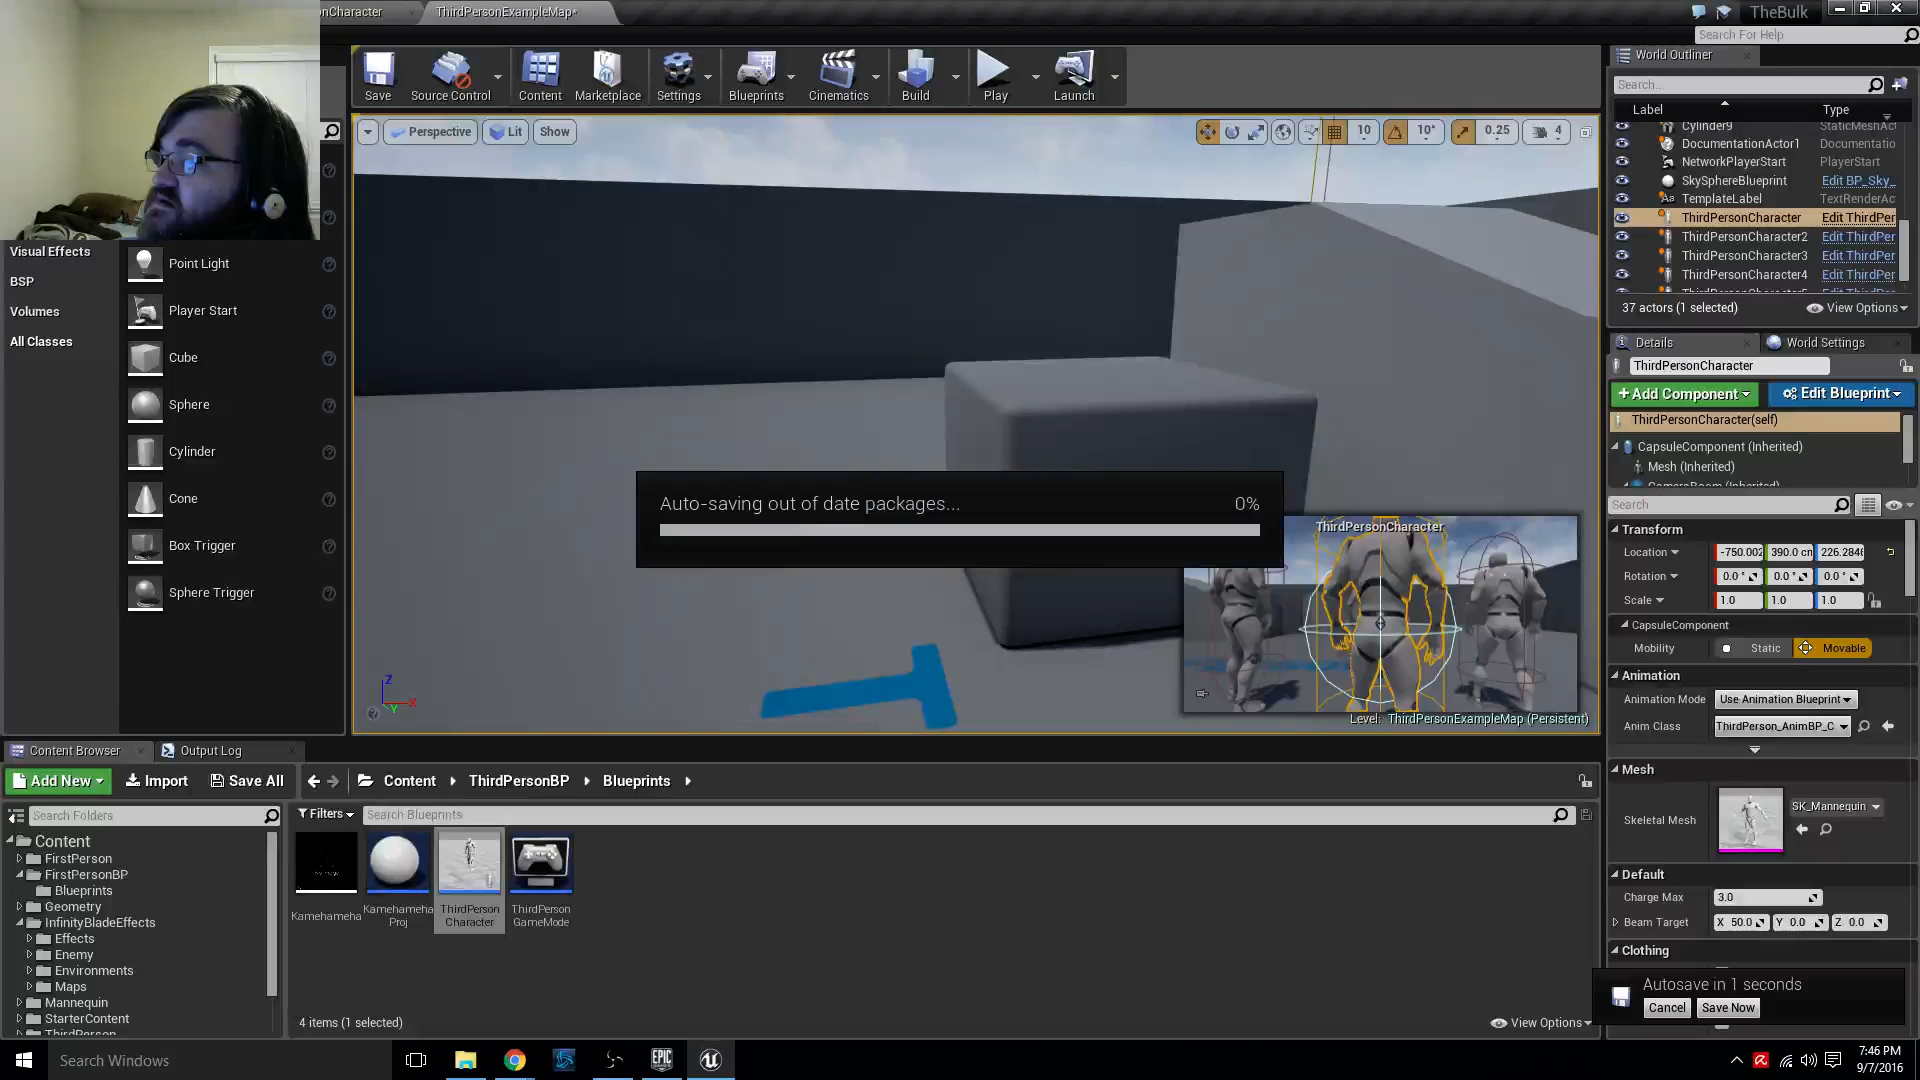 onCharacter
ThirdPersonExampleMap*
TheBulk
Search For Help
Save
Source Control
Content
Marketplace
Settings
Blueprints
Cinematics
Build
Play
Launch
World Outliner
Search...
Label
Type
Perspective
Lit
Show
10
10°
0.25
4
Cylinder9
StaticMeshAct
DocumentationActor1
Documentatio
NetworkPlayerStart
PlayerStart
SkySphereBlueprint
Edit BP_Sky_
TemplateLabel
TextRenderAc
ThirdPersonCharacter
Edit ThirdPer
ThirdPersonCharacter2
Edit ThirdPer
ThirdPersonCharacter3
Edit ThirdPer
ThirdPersonCharacter4
Edit ThirdPer
37 actors (1 selected)
View Options
Visual Effects
BSP
Volumes
All Classes
Point Light
Player Start
Cube
Sphere
Cylinder
Cone
Box Trigger
Sphere Trigger
Details
World Settings
ThirdPersonCharacter
+Add Component
Edit Blueprint
ThirdPersonCharacter(self)
CapsuleComponent (Inherited)
Mesh (Inherited)
CameraBoom (Inherited)
Search
Auto-saving out of date packages...
0%
ThirdPersonCharacter
Transform
Location
-750.002
390.0 cm
226.2846
Rotation
0.0 °
0.0 °
0.0 °
Scale
1.0
1.0
1.0
CapsuleComponent
Mobility
Static
Movable
Animation
Animation Mode
Use Animation Blueprint
Anim Class
ThirdPerson_AnimBP_C
Z
X
Y
Level: ThirdPersonExampleMap (Persistent)
Mesh
Skeletal Mesh
SK_Mannequin
Default
Charge Max
3.0
Beam Target
X 50.0
Y 0.0
Z 0.0
Clothing
Content Browser
Output Log
Add New
Import
Save All
Content
ThirdPersonBP
Blueprints
Search Folders
Filters
Search Blueprints
Content
FirstPerson
FirstPersonBP
Blueprints
Geometry
InfinityBladeEffects
Effects
Enemy
Environments
Maps
Mannequin
StarterContent
ThirdPerson
Kamehameha
Kamehameha
Proj
ThirdPerson
Character
ThirdPerson
GameMode
4 items (1 selected)
View Options
Autosave in 1 seconds
Cancel
Save Now
Search Windows
EPIC
GAMES
7:46 PM
9/7/2016